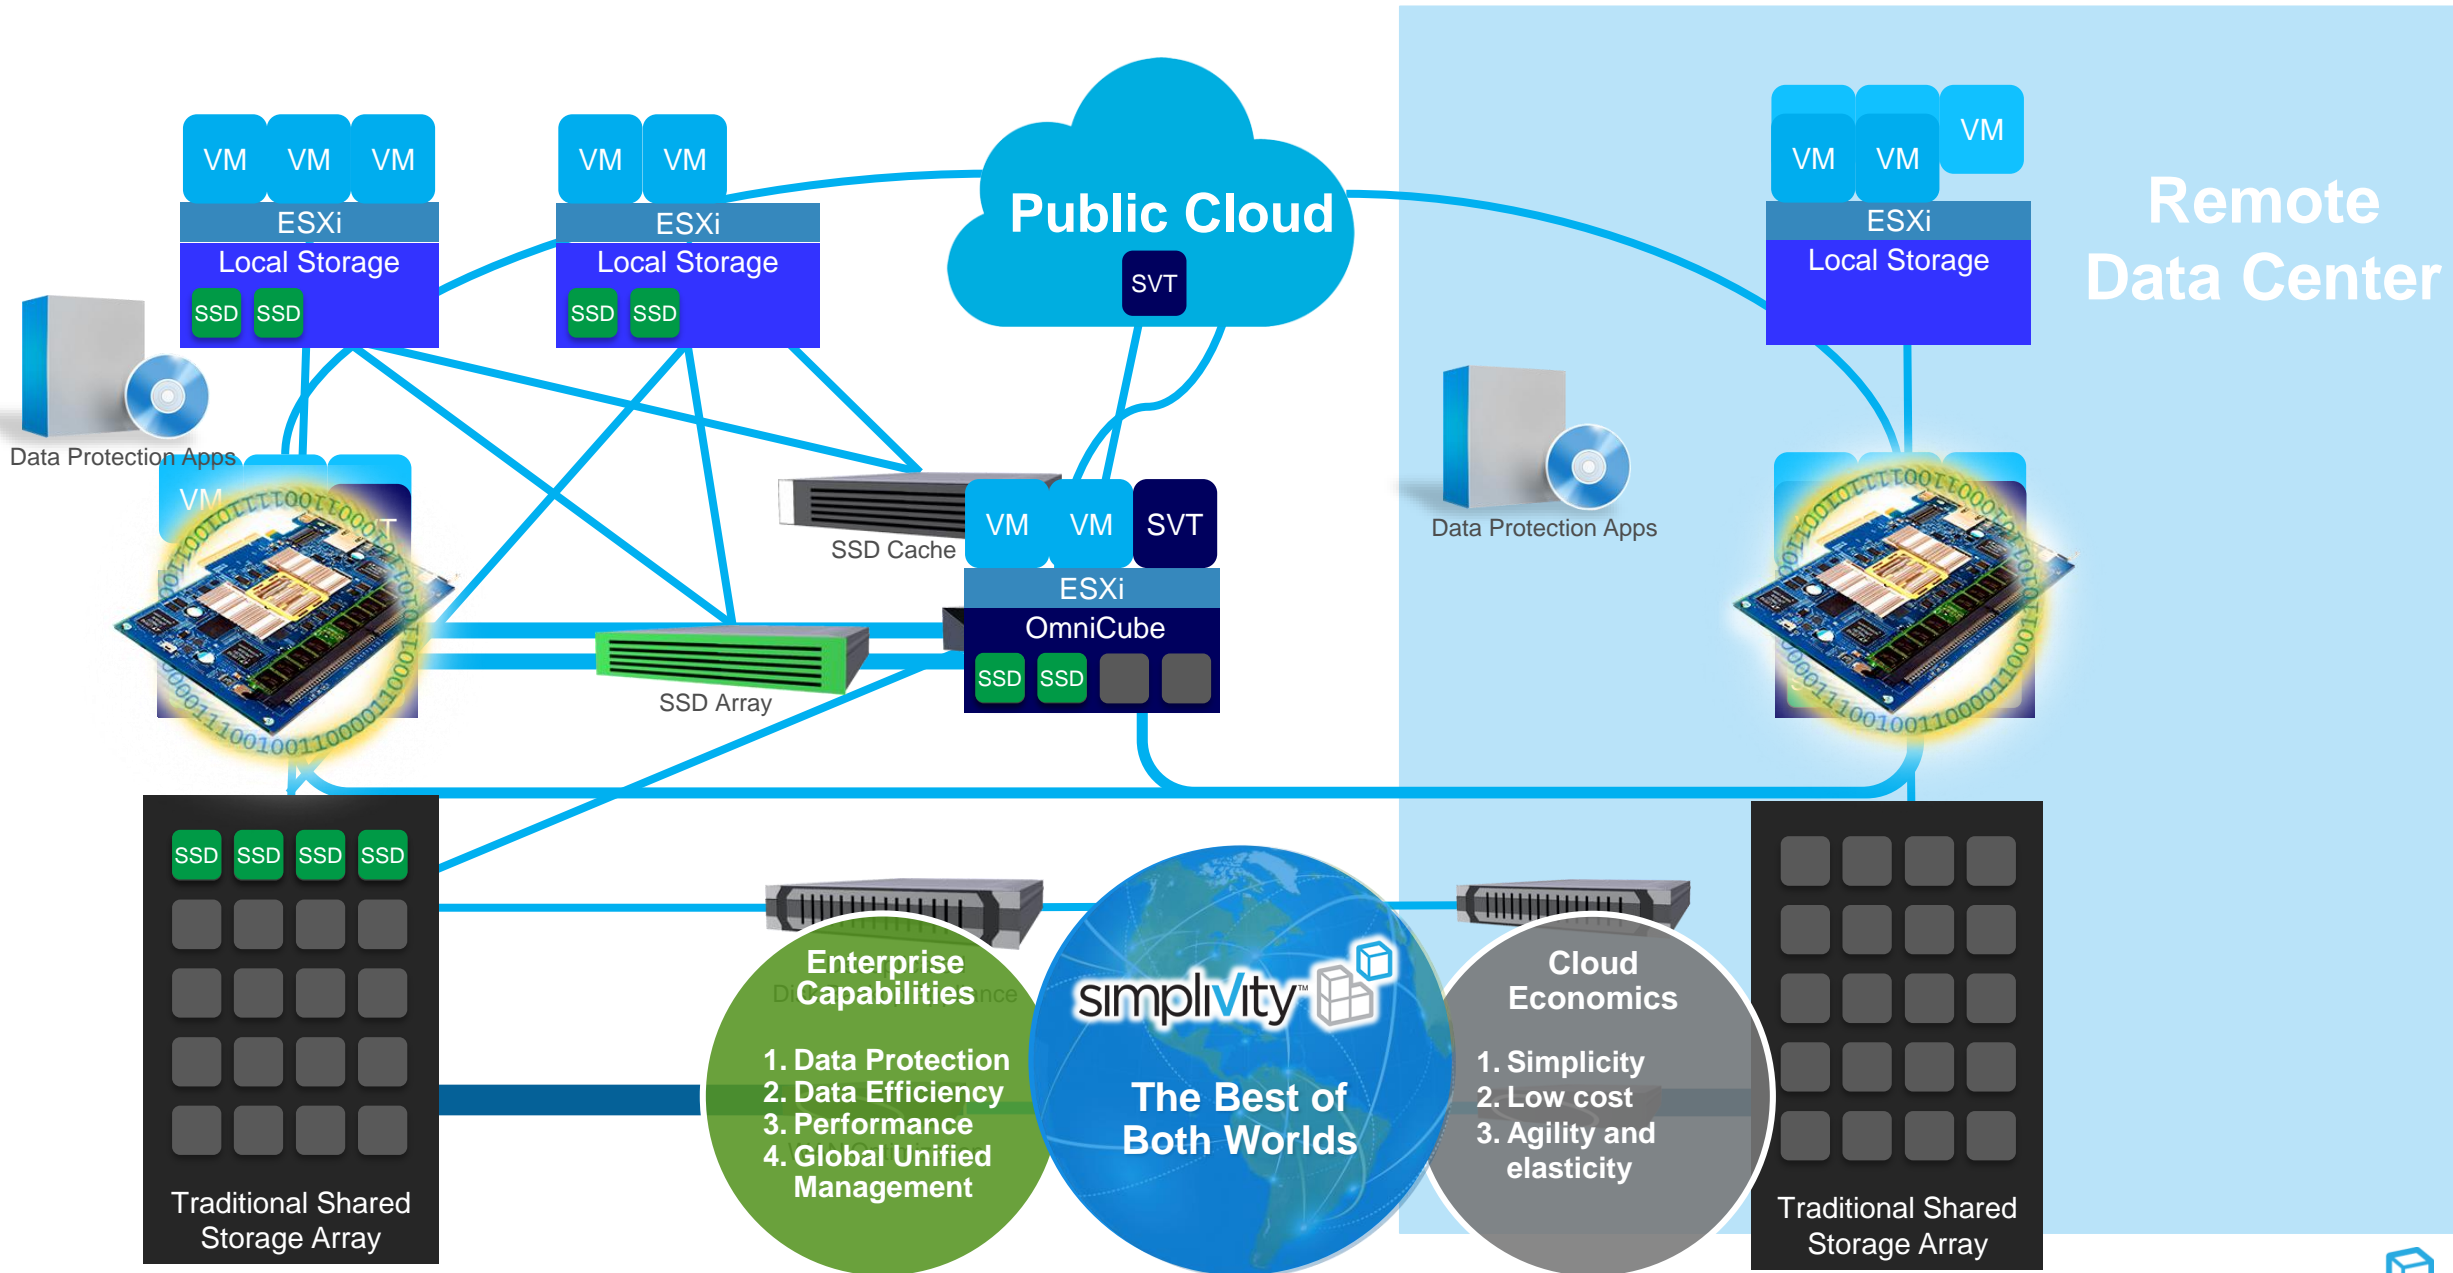 VM VM VM
ESXi
Local Storage
SSD SSD
VM VM
ESXi
Local Storage
SSD SSD
Public Cloud
SVT
VM VM VM
ESXi
Local Storage
Remote
Data Center
Data Protection Apps
VM
SSD Cache
VM VM SVT
ESXi
OmniCube
SSD SSD
SSD Array
Data Protection Apps
SSD SSD SSD SSD
Traditional Shared
Storage Array
Enterprise
Capabilities
1. Data Protection
2. Data Efficiency
3. Performance
4. Global Unified
Management
simplivity™
The Best of
Both Worlds
Cloud
Economics
1. Simplicity
2. Low cost
3. Agility and
elasticity
Traditional Shared
Storage Array